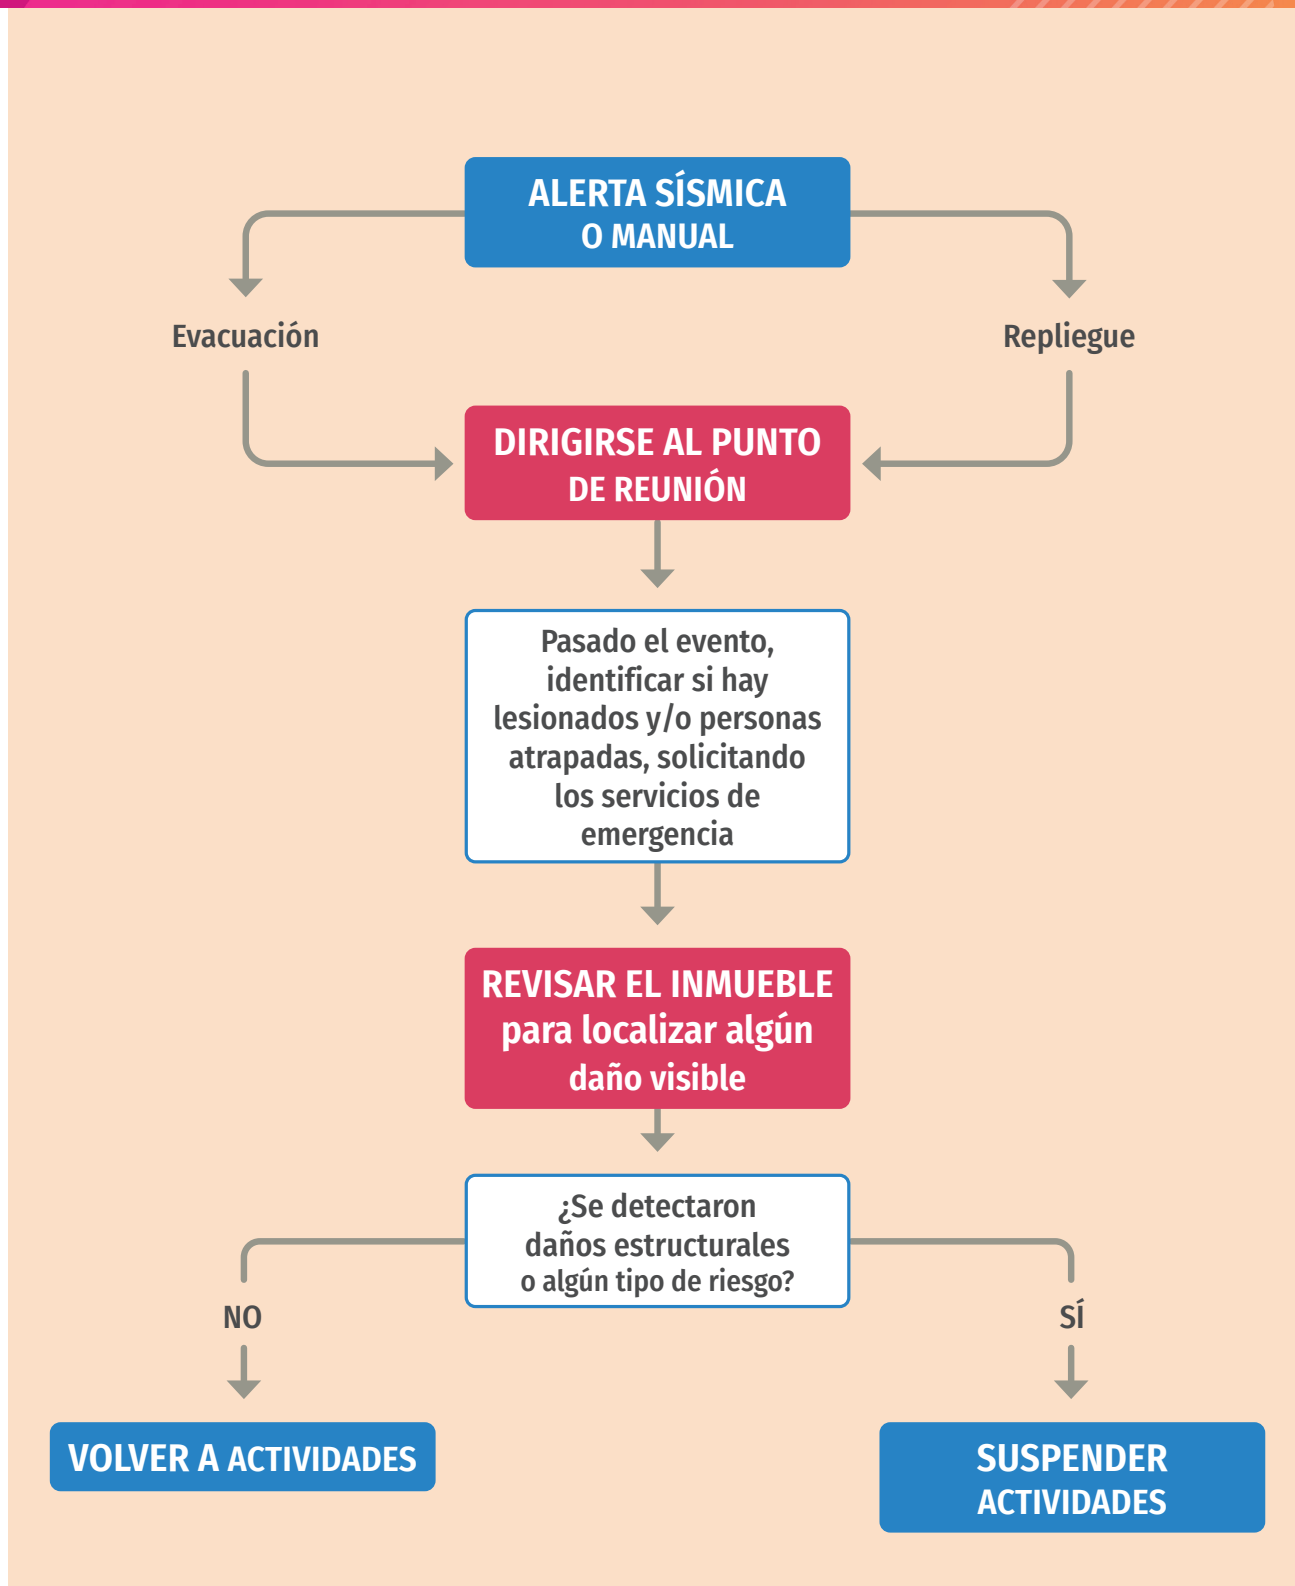 ALERTA SÍSMICA
O MANUAL
Evacuación
Repliegue
DIRIGIRSE AL PUNTO
DE REUNIÓN
Pasado el evento,
identificar si hay
lesionados y/o personas
atrapadas, solicitando
los servicios de
emergencia
REVISAR EL INMUEBLE
para localizar algún
daño visible
¿Se detectaron
daños estructurales
o algún tipo de riesgo?
NO
SÍ
VOLVER A ACTIVIDADES
SUSPENDER
ACTIVIDADES